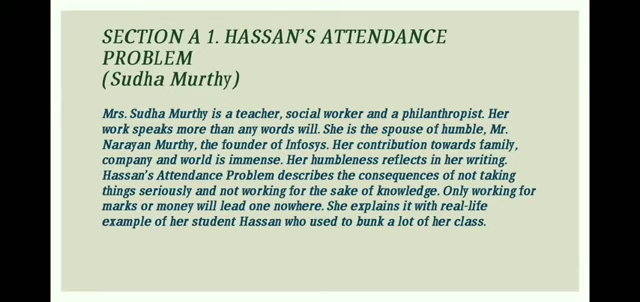 SECTION A 1. HASSAN'S ATTENDANCE
PROBLEM
(Sudha Murthy)
Mrs. Sudha Murthy is a teacher, social worker and a philanthropist. Her
work speaks more than any words will. She is the spouse of humble, Mr.
Narayan Murthy, the founder of Infosys. Her contribution towards family,
company and world is immense. Her humbleness reflects in her writing.
Hassan's Attendance Problem describes the consequences of not taking
things seriously and not working for the sake of knowledge. Only working for
marks or money will lead one nowhere. She explains it with real-life
example of her student Hassan who used to bunk a lot of her class.